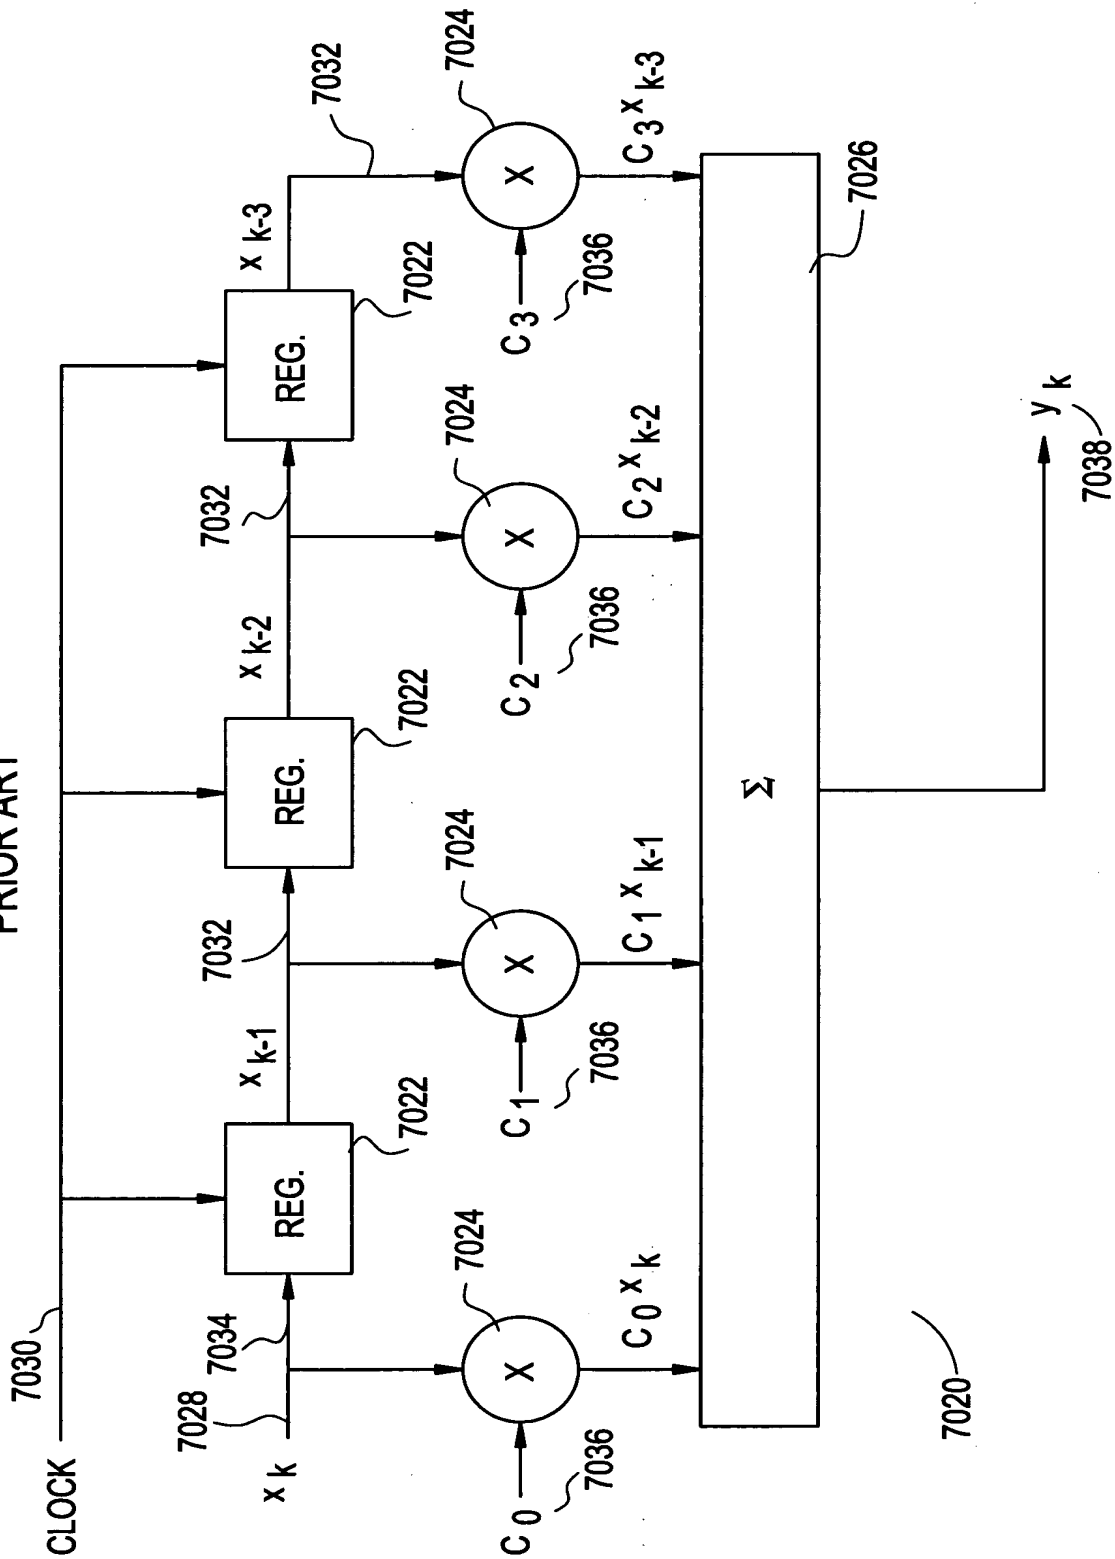 PRIOR ART
7030
CLOCK
7028
7034
7032
7032
7032
x k
x k-1
x k-2
x k-3
REG.
REG.
REG.
7022
7022
7022
7024
7024
7024
7024
X
X
X
X
C 0
C 1
C 2
C 3
7036
7036
7036
7036
C 0 x k
C 1 x k-1
C 2 x k-2
C 3 x k-3
Σ
7026
7020
y k
7038